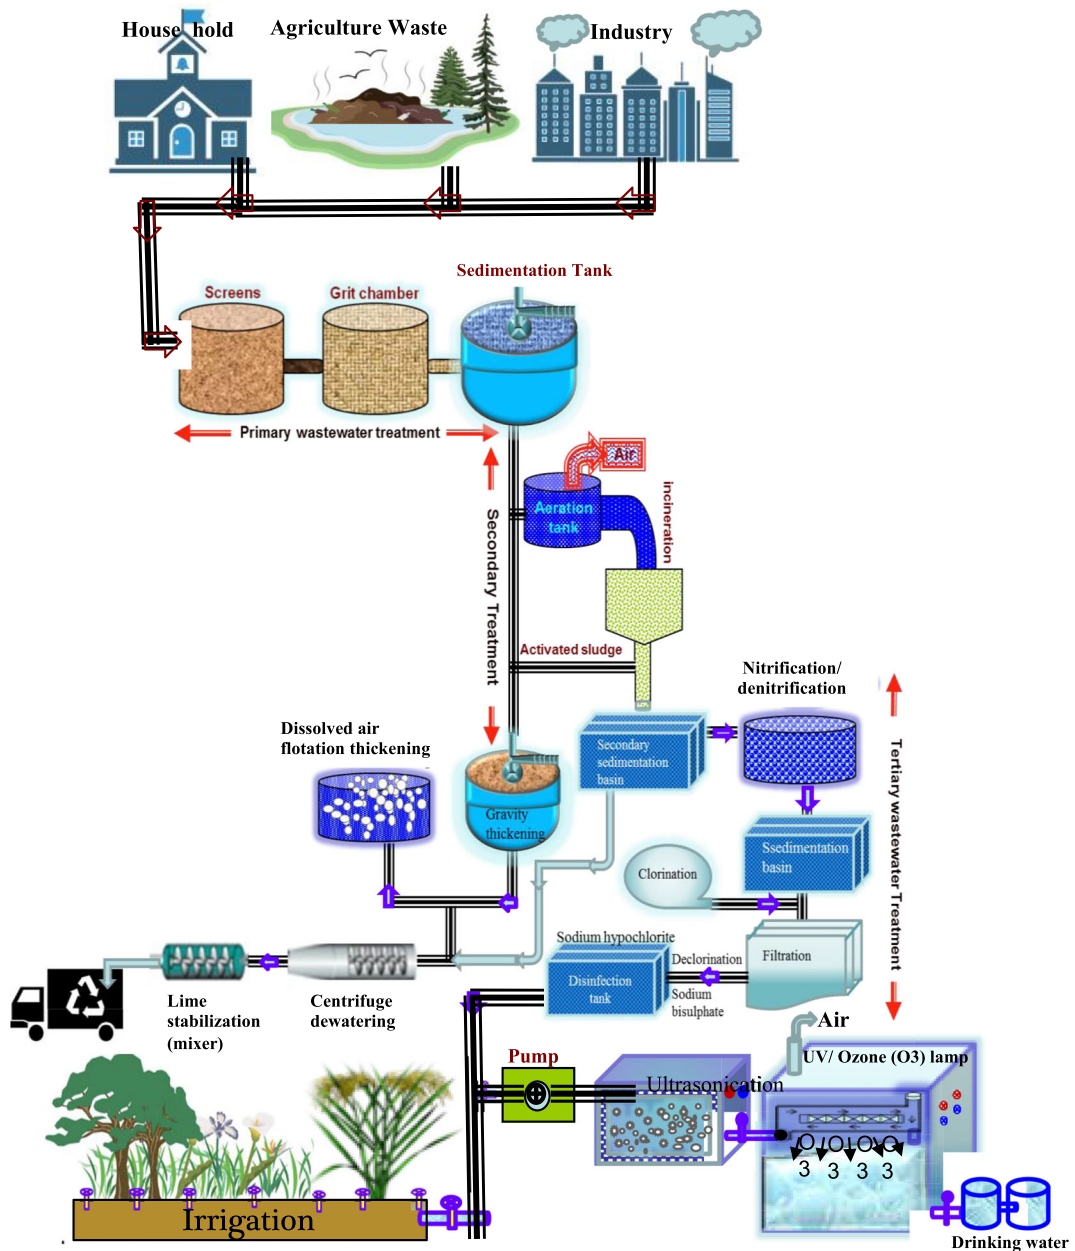 House hold
Agriculture Waste
Industry
Sedimentation Tank
Screens
Grit chamber
Primary wastewater treatment
Air
Aeration
tank
incineration
Secondary Treatment
Activated sludge
Nitrification/
denitrification
Dissolved air
flotation thickening
Secondary
sedimentation
basin
Gravity
thickening
Tertiary wastewater Treatment
Ssedimentation
basin
Clorination
Sodium hypochlorite
Declorination
Filtration
Disinfection
tank
Sodium
bisulphate
Lime
stabilization
(mixer)
Centrifuge
dewatering
Air
Pump
UV/ Ozone (O3) lamp
Ultrasonication
O O O O
3 3 3 3
Irrigation
Drinking water